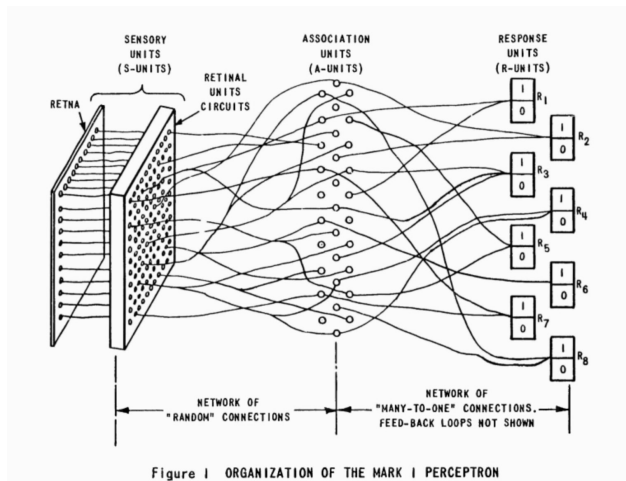 SENSORY
UNITS
(S-UNITS)
ASSOCIATION
UNITS
(A-UNITS)
RESPONSE
UNITS
(R-UNITS)
RETNA
RETINAL
UNITS
CIRCUITS
1
0
R1
1
0
R2
1
0
R3
1
0
R4
1
0
R5
1
0
R6
1
0
R7
1
0
R8
NETWORK OF
"RANDOM" CONNECTIONS
NETWORK OF
"MANY-TO-ONE" CONNECTIONS.
FEED-BACK LOOPS NOT SHOWN
Figure 1 ORGANIZATION OF THE MARK I PERCEPTRON